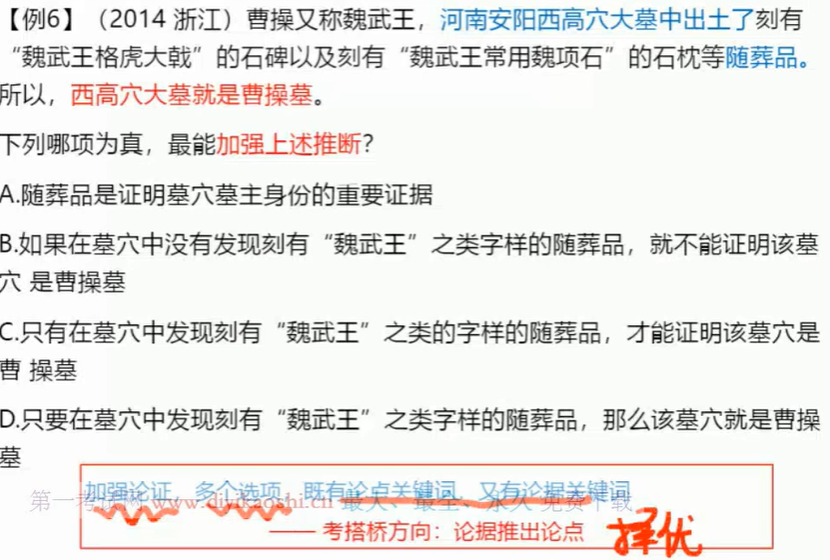 【例6】（2014 浙江）曹操又称魏武王，河南安阳西高穴大墓中出土了刻有
“魏武王格虎大戟”的石碑以及刻有“魏武王常用魏项石”的石枕等随葬品。
所以，西高穴大墓就是曹操墓。
下列哪项为真，最能加强上述推断？
A.随葬品是证明墓穴墓主身份的重要证据
B.如果在墓穴中没有发现刻有“魏武王”之类字样的随葬品，就不能证明该墓
穴 是曹操墓
C.只有在墓穴中发现刻有“魏武王”之类的字样的随葬品，才能证明该墓穴是
曹 操墓
D.只要在墓穴中发现刻有“魏武王”之类字样的随葬品，那么该墓穴就是曹操
墓
加强论证，多个选项，既有论点关键词，又有论据关键词
第一考试网 www.diyikaoshi.cn 最大、最全、永久 免费下载
—— 考搭桥方向：论据推出论点
择优